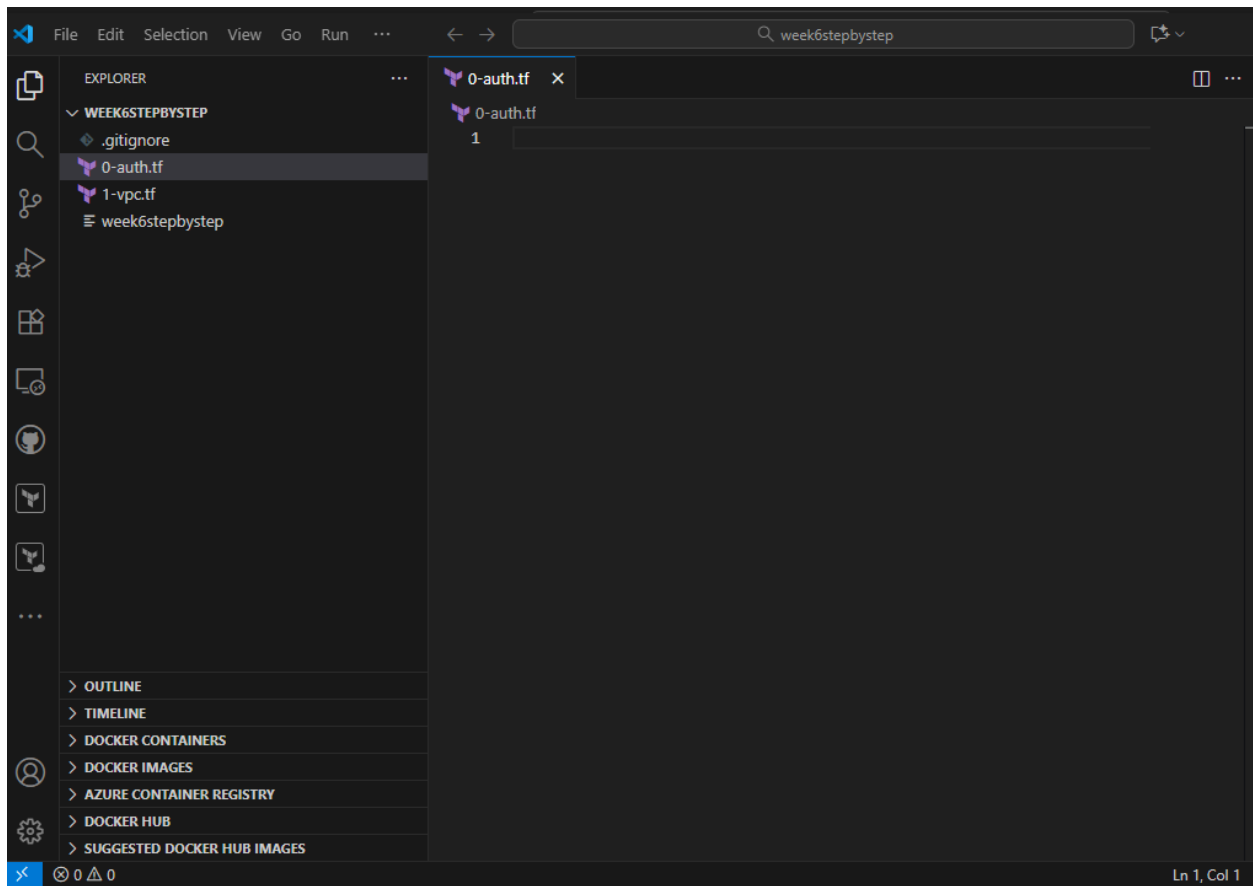 File Edit Selection View Go Run ···
week6stepbystep
EXPLORER ···
0-auth.tf
WEEK6STEPBYSTEP
0-auth.tf
.gitignore
1
0-auth.tf
1-vpc.tf
week6stepbystep
OUTLINE
TIMELINE
DOCKER CONTAINERS
DOCKER IMAGES
AZURE CONTAINER REGISTRY
DOCKER HUB
SUGGESTED DOCKER HUB IMAGES
0 0
Ln 1, Col 1